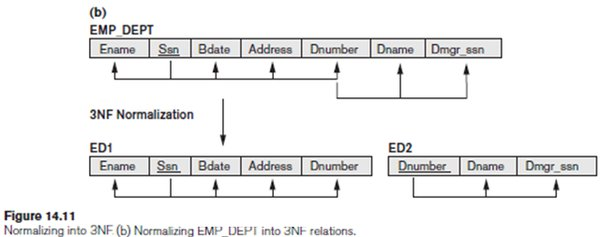 (b)
EMP_DEPT
Ename Ssn Bdate Address Dnumber Dname Dmgr_ssn
3NF Normalization
ED1 ED2
Ename Ssn Bdate Address Dnumber Dnumber Dname Dmgr_ssn
Figure 14.11
Normalizing into 3NF. (b) Normalizing EMP_DEPT into 3NF relations.